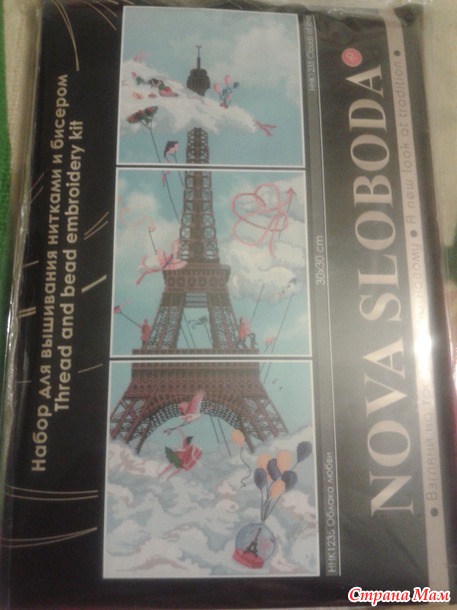 Набор для вышивания нитками и бисером
Thread and bead embroidery kit
ННК1235 Облака любви
30x30 cm
NOVA SLOBODA
A new look at tradition
Страна Мам